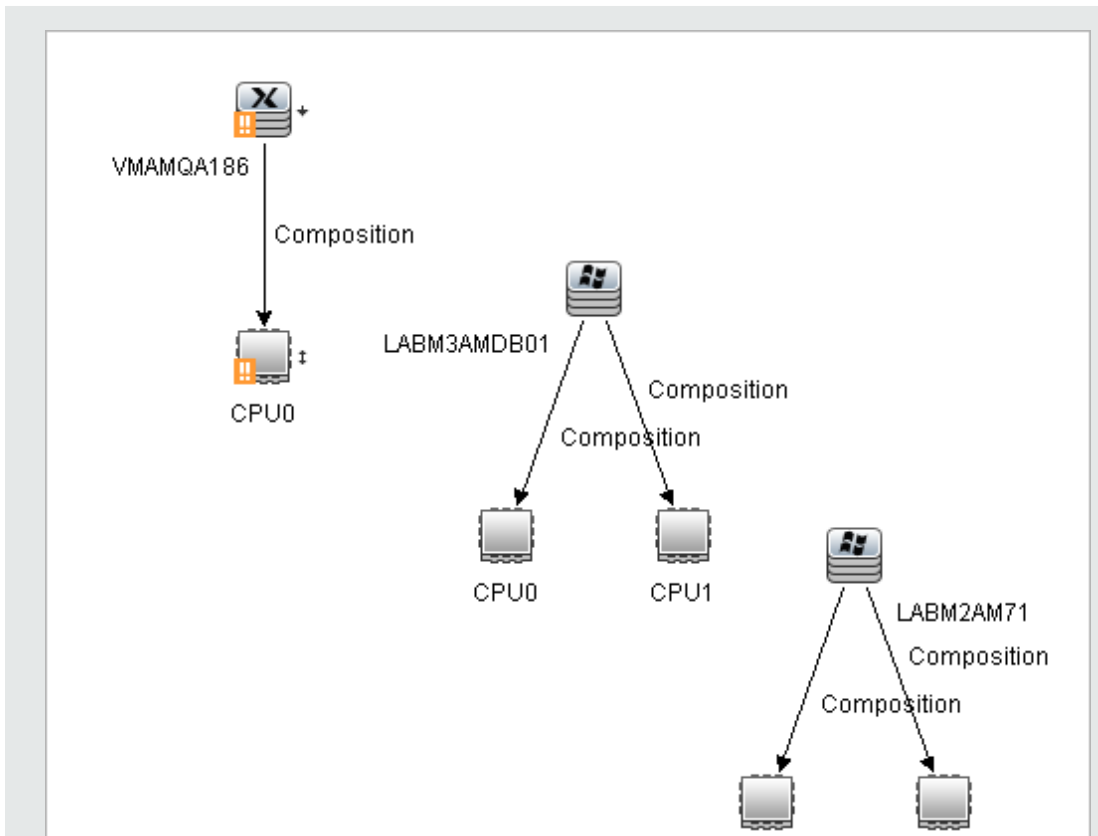 VMAMQA186
Composition
CPU0
LABM3AMDB01
Composition
Composition
CPU0
CPU1
LABM2AM71
Composition
Composition